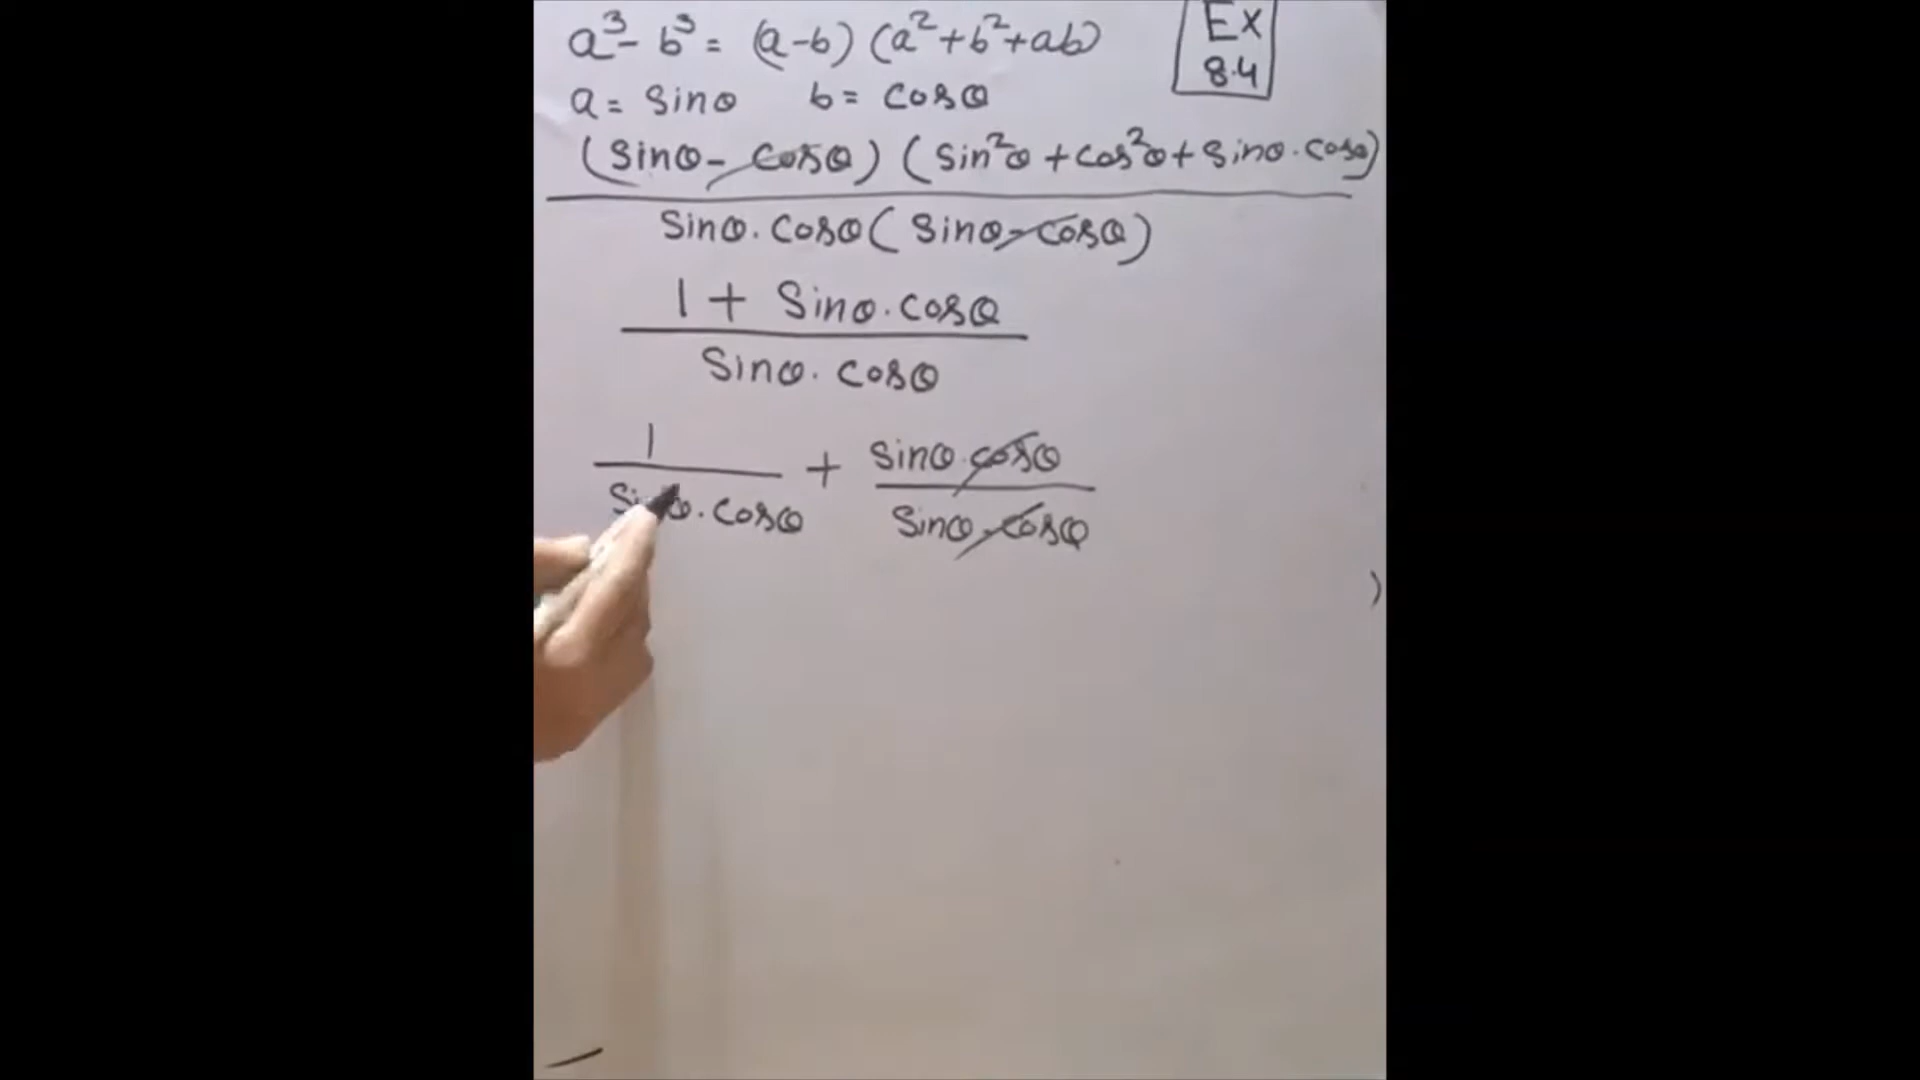 a³ - b³ = (a-b) (a²+b²+ab)
Ex
8.4
a = sinθ b = cosθ
(sinθ - cosθ) (sin²θ + cos²θ + sinθ.cosθ)
sinθ.cosθ (sinθ - cosθ)
1 + sinθ.cosθ
sinθ.cosθ
1 + sinθ.cosθ
sinθ.cosθ sinθ.cosθ
)